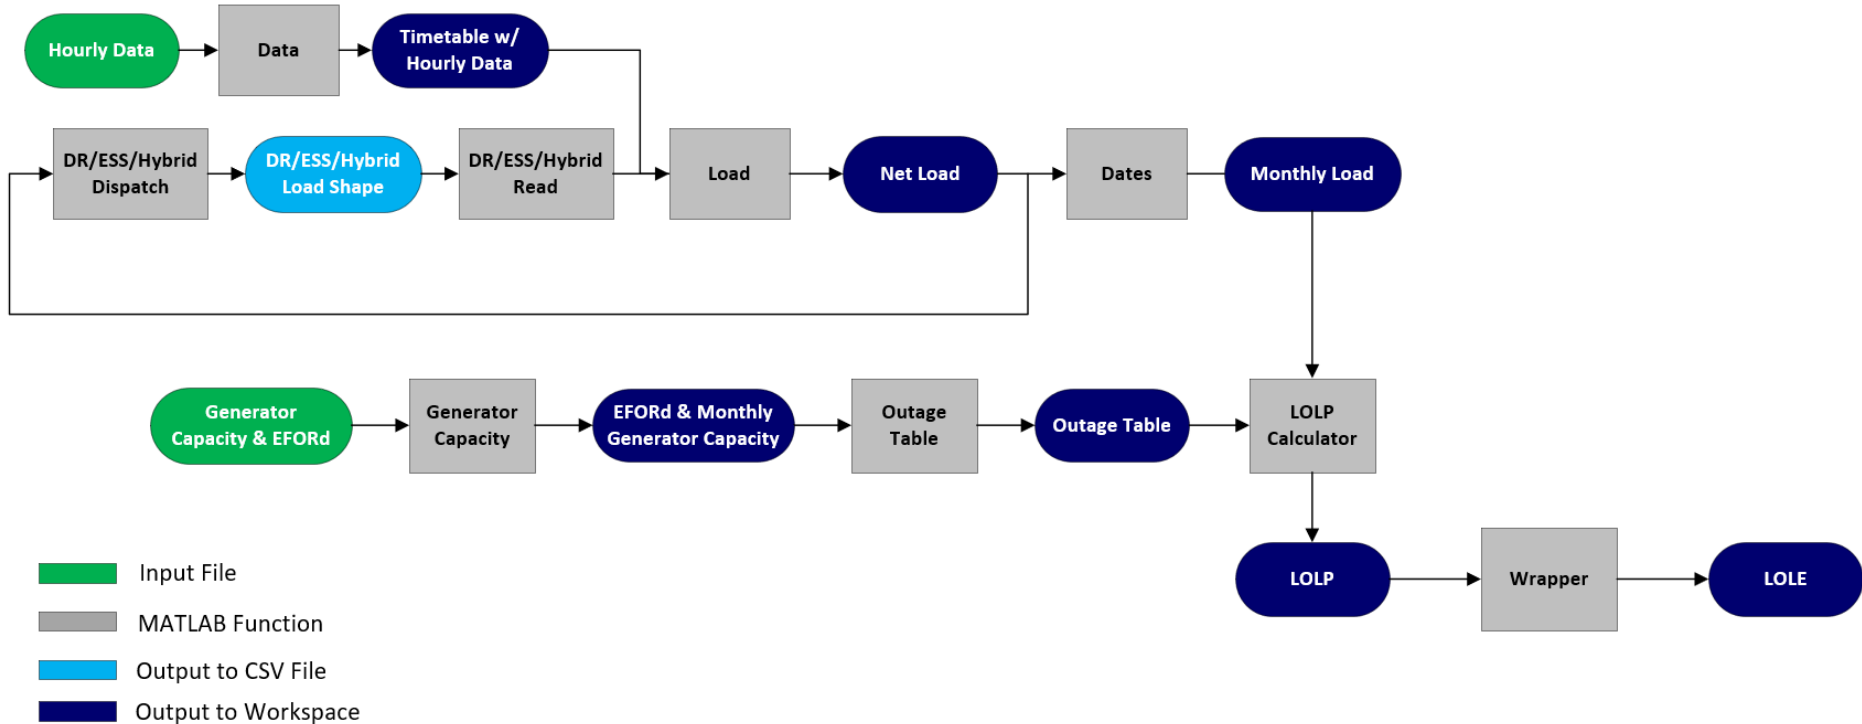 Hourly Data
Data
Timetable w/
Hourly Data
DR/ESS/Hybrid
Dispatch
DR/ESS/Hybrid
Load Shape
DR/ESS/Hybrid
Read
Load
Net Load
Dates
Monthly Load
Generator
Capacity & EFORd
Generator
Capacity
EFORd & Monthly
Generator Capacity
Outage
Table
Outage Table
LOLP
Calculator
LOLP
Wrapper
LOLE
Input File
MATLAB Function
Output to CSV File
Output to Workspace